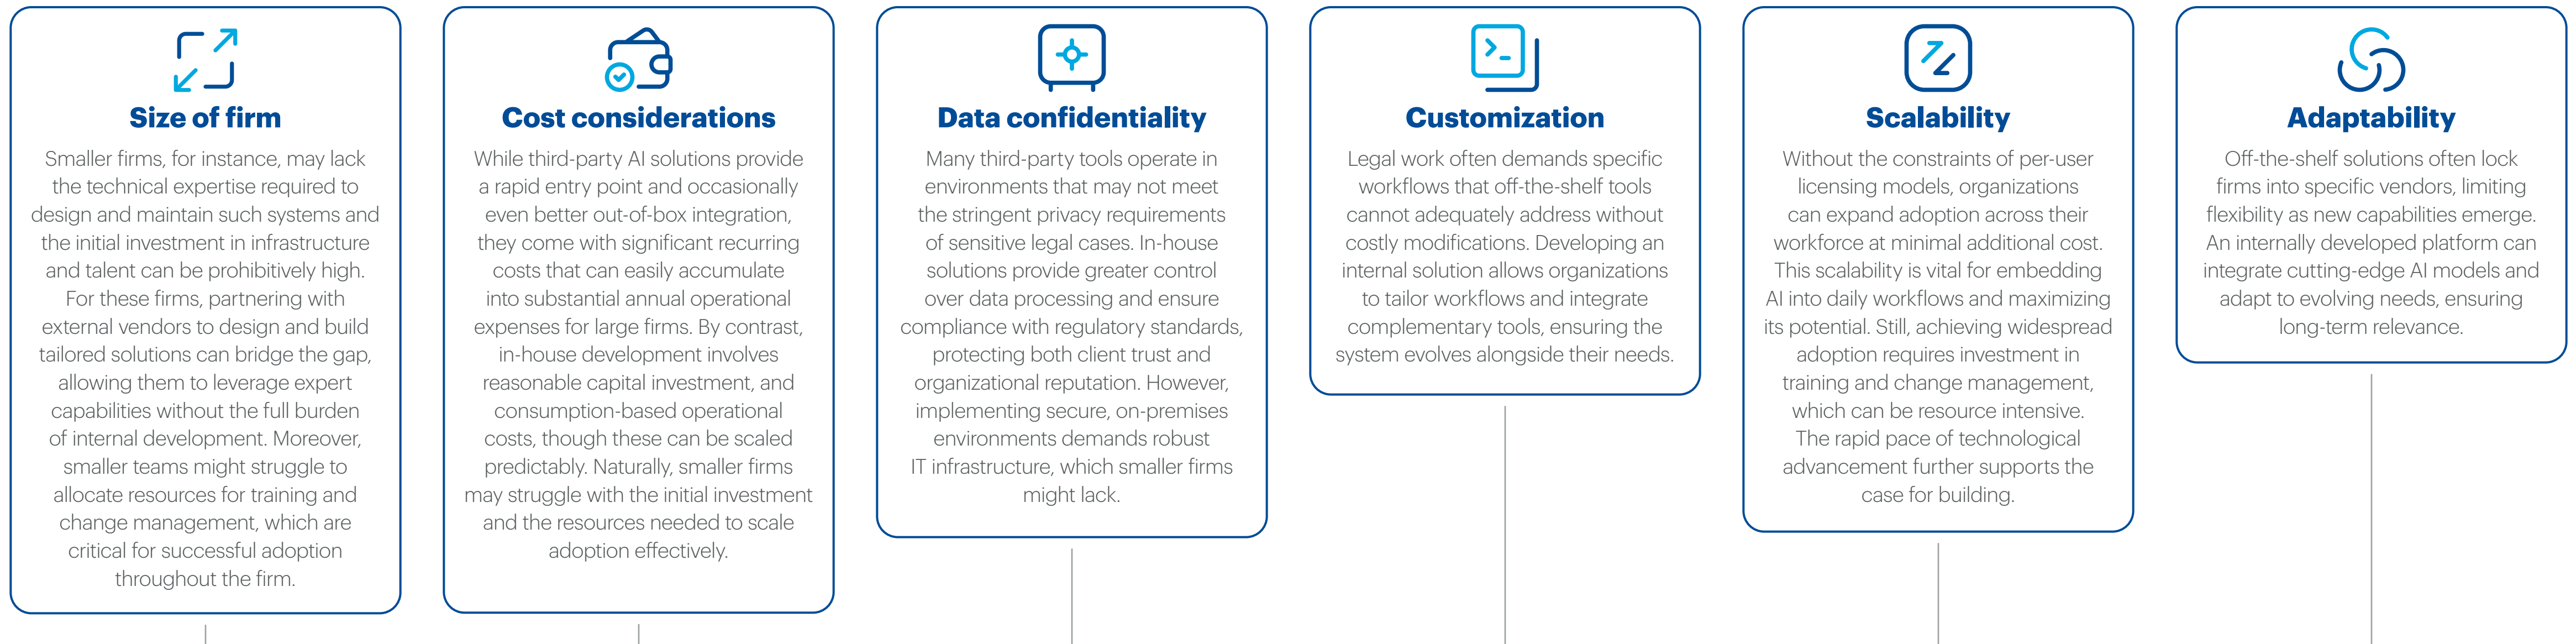 Size of firm
Smaller firms, for instance, may lack
the technical expertise required to
design and maintain such systems and
the initial investment in infrastructure
and talent can be prohibitively high.
For these firms, partnering with
external vendors to design and build
tailored solutions can bridge the gap,
allowing them to leverage expert
capabilities without the full burden
of internal development. Moreover,
smaller teams might struggle to
allocate resources for training and
change management, which are
critical for successful adoption
throughout the firm.
Cost considerations
While third-party AI solutions provide
a rapid entry point and occasionally
even better out-of-box integration,
they come with significant recurring
costs that can easily accumulate
into substantial annual operational
expenses for large firms. By contrast,
in-house development involves
reasonable capital investment, and
consumption-based operational
costs, though these can be scaled
predictably. Naturally, smaller firms
may struggle with the initial investment
and the resources needed to scale
adoption effectively.
Data confidentiality
Many third-party tools operate in
environments that may not meet
the stringent privacy requirements
of sensitive legal cases. In-house
solutions provide greater control
over data processing and ensure
compliance with regulatory standards,
protecting both client trust and
organizational reputation. However,
implementing secure, on-premises
environments demands robust
IT infrastructure, which smaller firms
might lack.
Customization
Legal work often demands specific
workflows that off-the-shelf tools
cannot adequately address without
costly modifications. Developing an
internal solution allows organizations
to tailor workflows and integrate
complementary tools, ensuring the
system evolves alongside their needs.
Scalability
Without the constraints of per-user
licensing models, organizations
can expand adoption across their
workforce at minimal additional cost.
This scalability is vital for embedding
AI into daily workflows and maximizing
its potential. Still, achieving widespread
adoption requires investment in
training and change management,
which can be resource intensive.
The rapid pace of technological
advancement further supports the
case for building.
Adaptability
Off-the-shelf solutions often lock
firms into specific vendors, limiting
flexibility as new capabilities emerge.
An internally developed platform can
integrate cutting-edge AI models and
adapt to evolving needs, ensuring
long-term relevance.